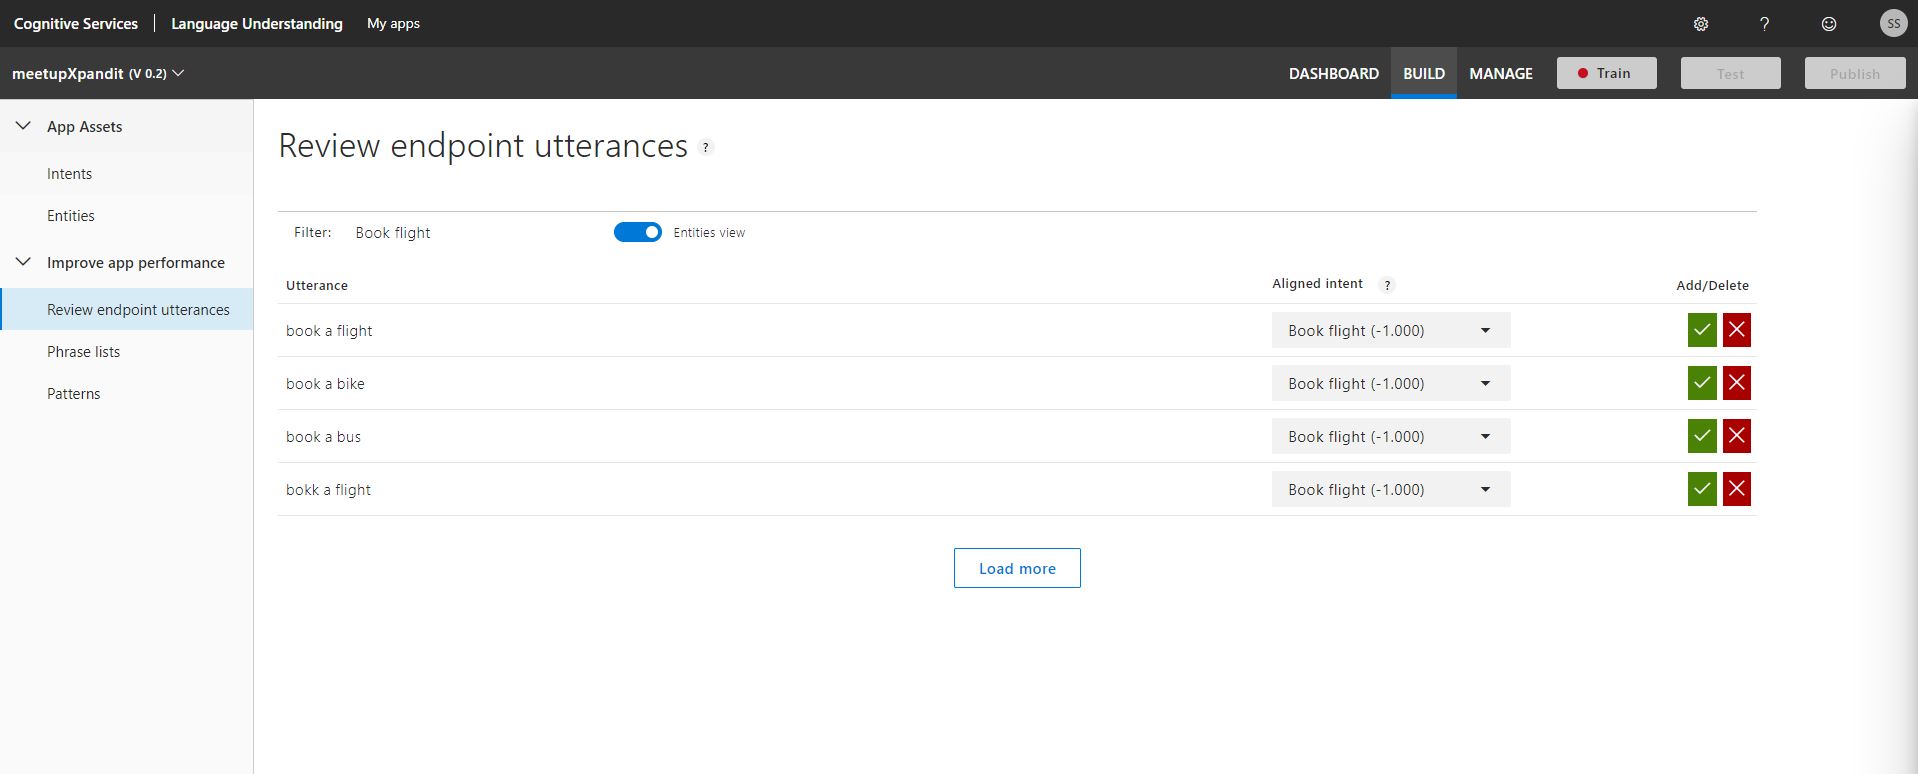 Cognitive Services Language Understanding My apps ? SS
meetupXpandit (V 0.2) DASHBOARD BUILD MANAGE Train Test Publish
App Assets
Intents
Entities
Improve app performance
Review endpoint utterances
Phrase lists
Patterns
Review endpoint utterances ?
Filter: Book flight Entities view
Utterance Aligned intent ? Add/Delete
book a flight Book flight (-1.000)
book a bike Book flight (-1.000)
book a bus Book flight (-1.000)
bokk a flight Book flight (-1.000)
Load more